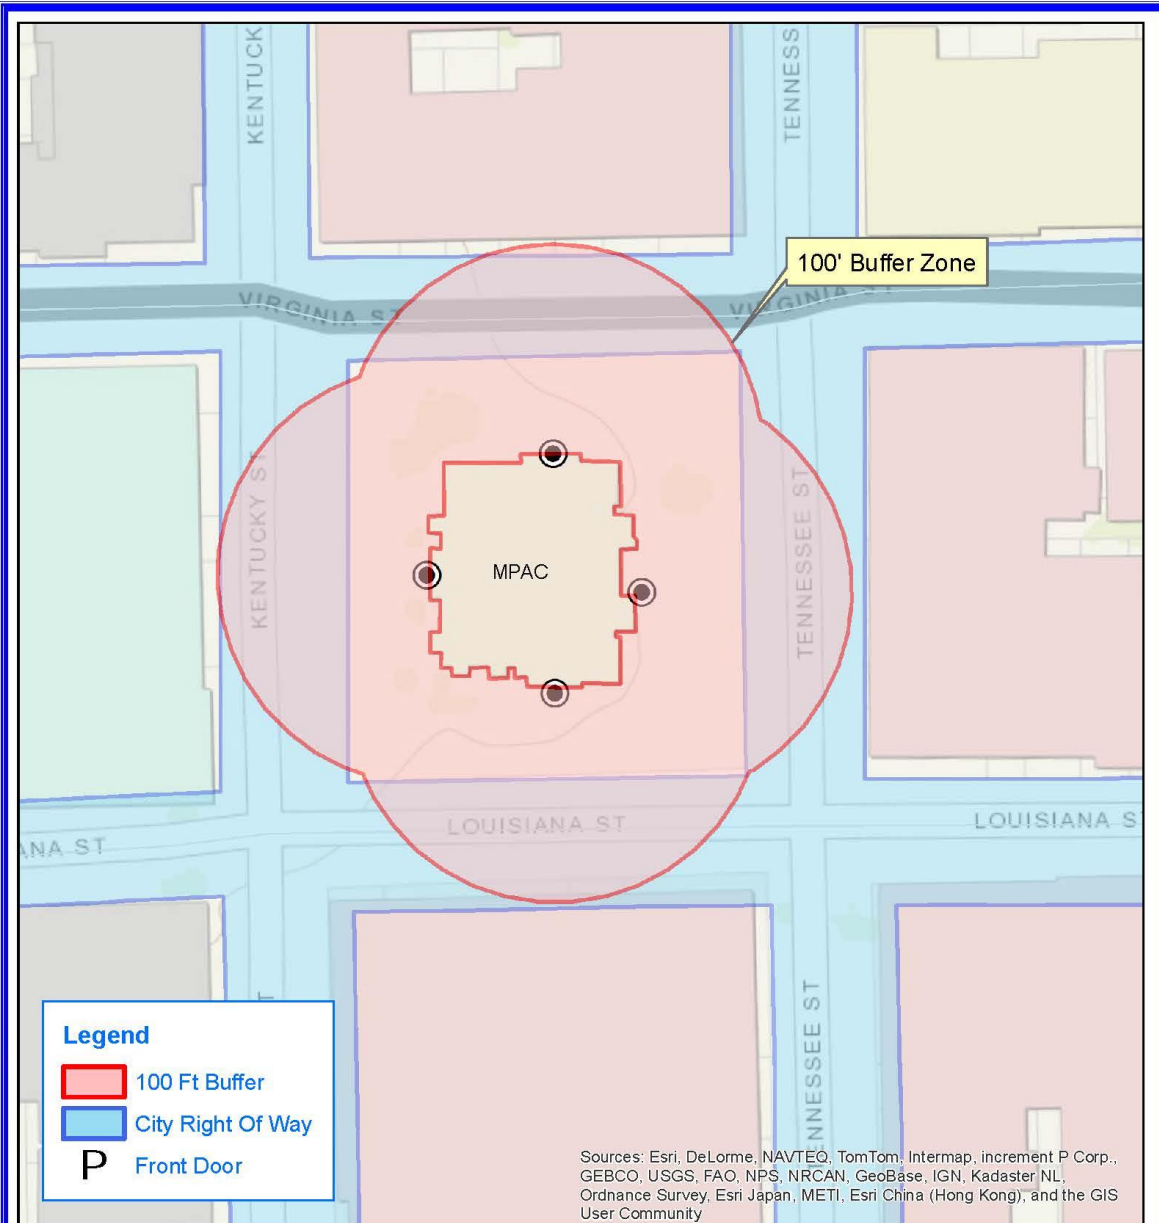 KENTUCK
TENNESS
100' Buffer Zone
VIRGINIA ST
VIRGINIA ST
KENTUCKY ST
TENNESSEE ST
MPAC
LOUISIANA ST
LOUISIANA S
ANA ST
TENNESSEE ST
Legend
100 Ft Buffer
City Right Of Way
P Front Door
Sources: Esri, DeLorme, NAVTEQ, TomTom, Intermap, increment P Corp.,
GEBCO, USGS, FAO, NPS, NRCAN, GeoBase, IGN, Kadaster NL,
Ordnance Survey, Esri Japan, METI, Esri China (Hong Kong), and the GIS
User Community